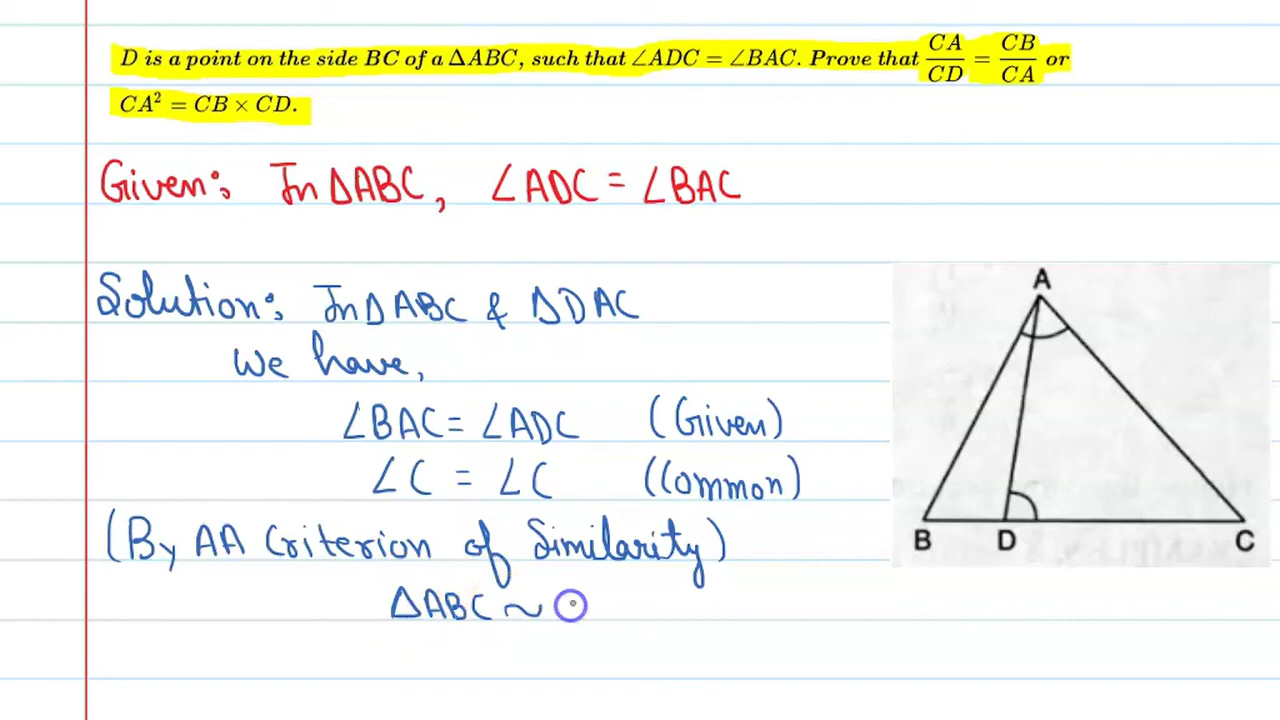 D is a point on the side BC of a ΔABC, such that ∠ADC = ∠BAC. Prove that CA/CD = CB/CA or
CA² = CB × CD.
Given: In ΔABC, ∠ADC = ∠BAC
Solution: In ΔABC & ΔDAC
We have,
∠BAC = ∠ADC (Given)
∠C = ∠C (Common)
(By AA Criterion of Similarity)
ΔABC ~
A
B D C